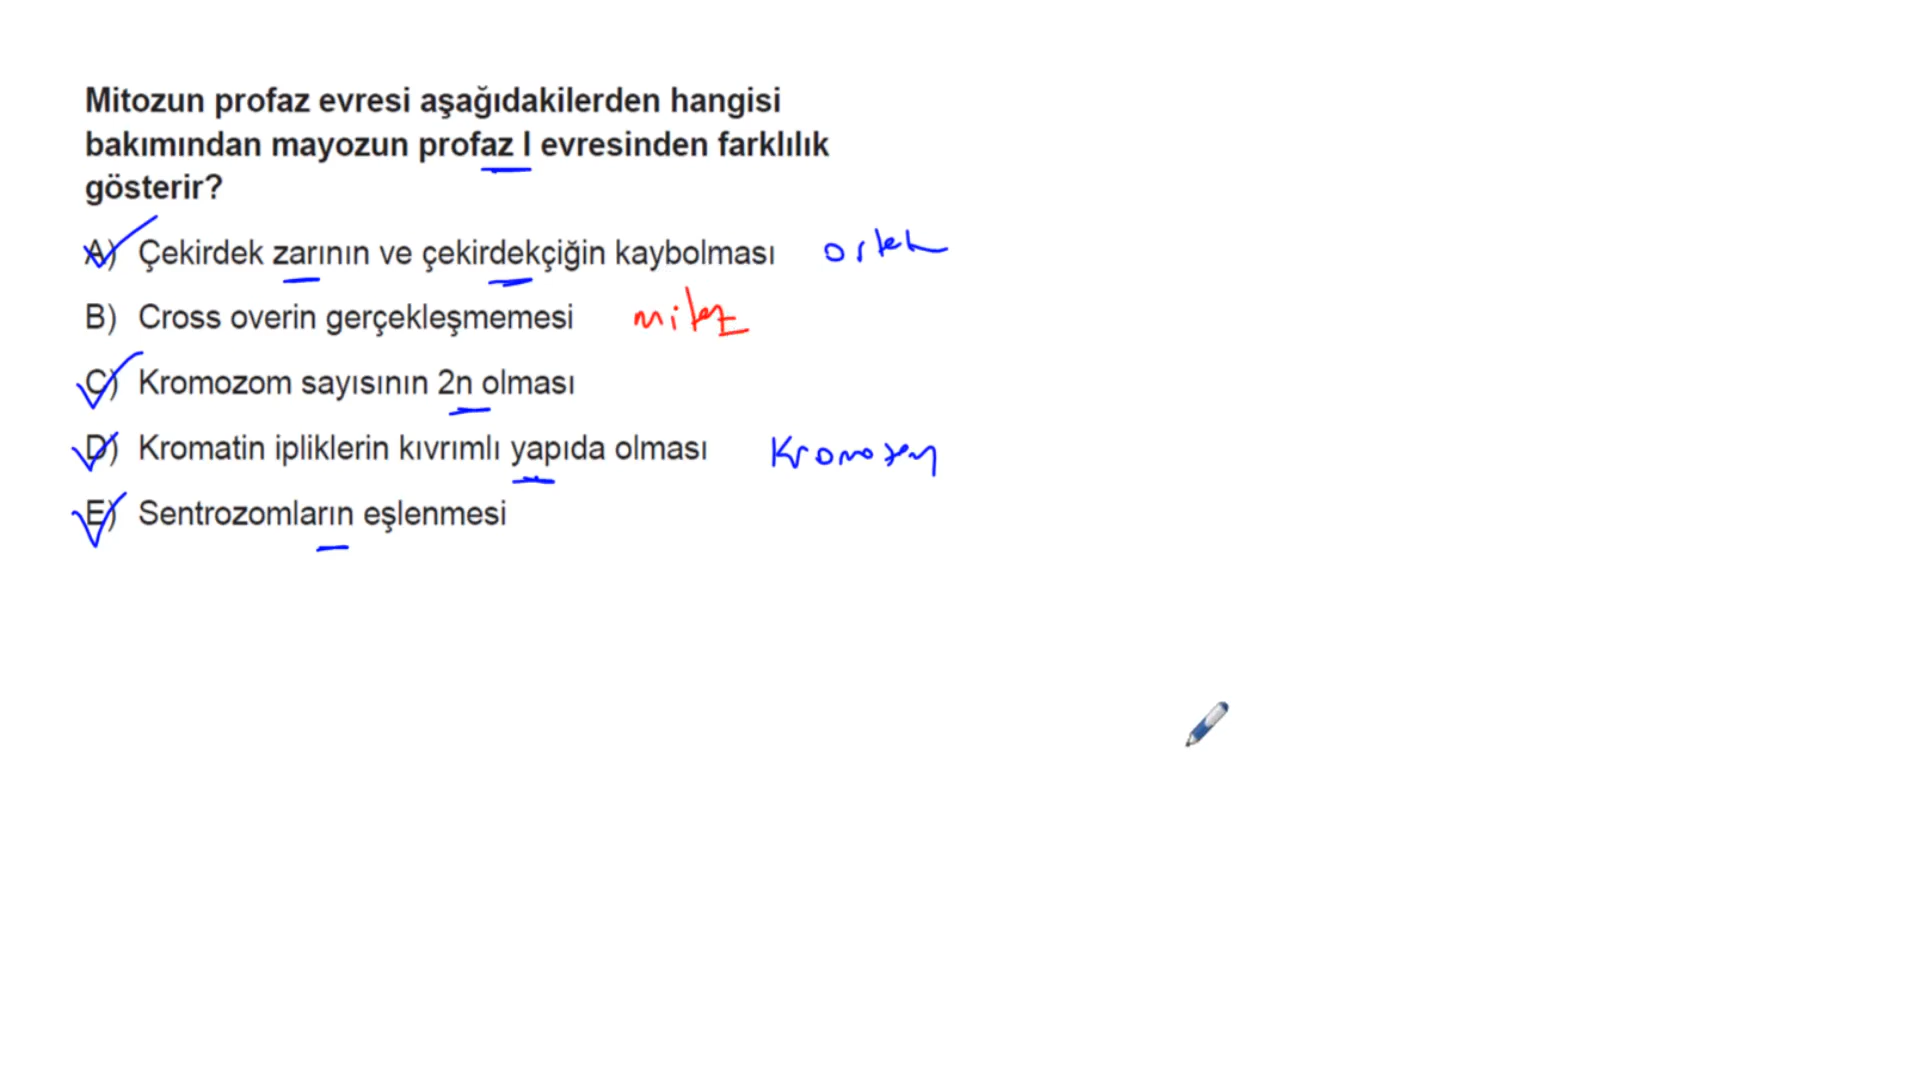 Mitozun profaz evresi aşağıdakilerden hangisi
bakımından mayozun profaz I evresinden farklılık
gösterir?
A) Çekirdek zarının ve çekirdekçiğin kaybolması ortak
B) Cross overin gerçekleşmemesi mitoz
C) Kromozom sayısının 2n olması
D) Kromatin ipliklerin kıvrımlı yapıda olması Kromozom
E) Sentrozomların eşlenmesi